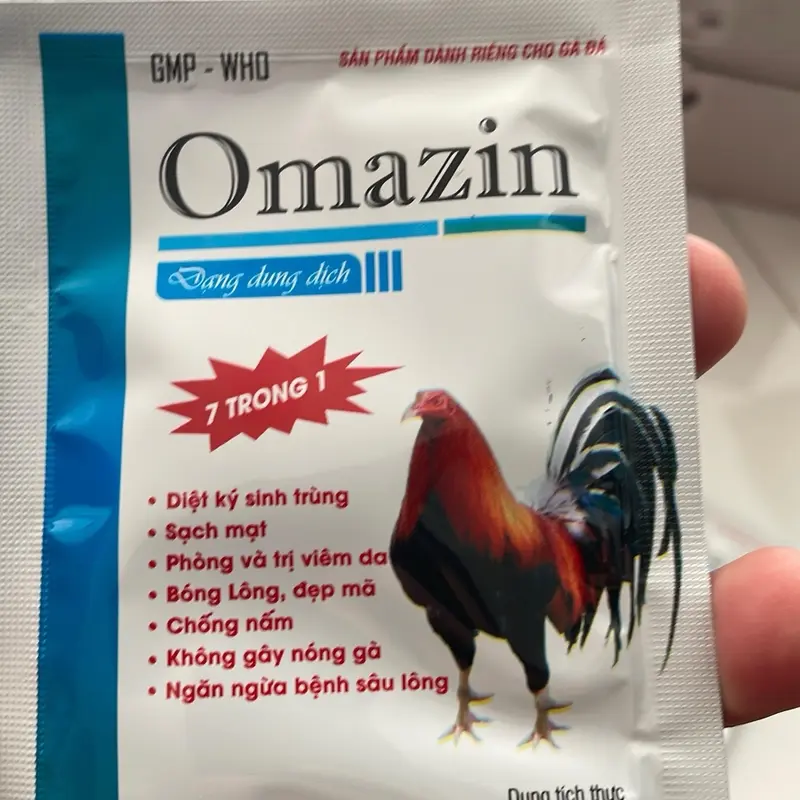 GMP - WHO
SẢN PHẨM DÀNH RIÊNG CHO GÀ ĐÁ
Omazin
Dạng dung dịch
7 TRONG 1
• Diệt ký sinh trùng
• Sạch mạt
• Phòng và trị viêm da
• Bóng Lông, đẹp mã
• Chống nấm
• Không gây nóng gà
• Ngăn ngừa bệnh sâu lông
Dung tích thực